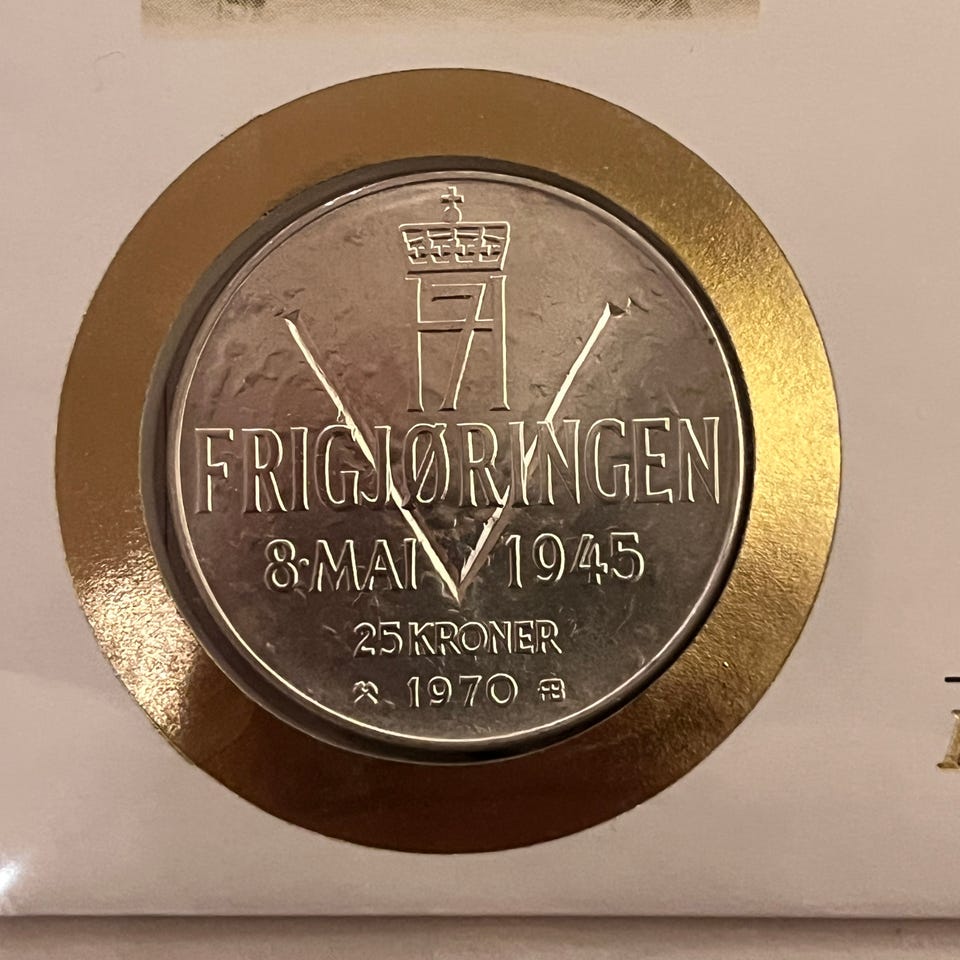 FRIGJØRINGEN
8·MAI 1945
25 KRONER
1970